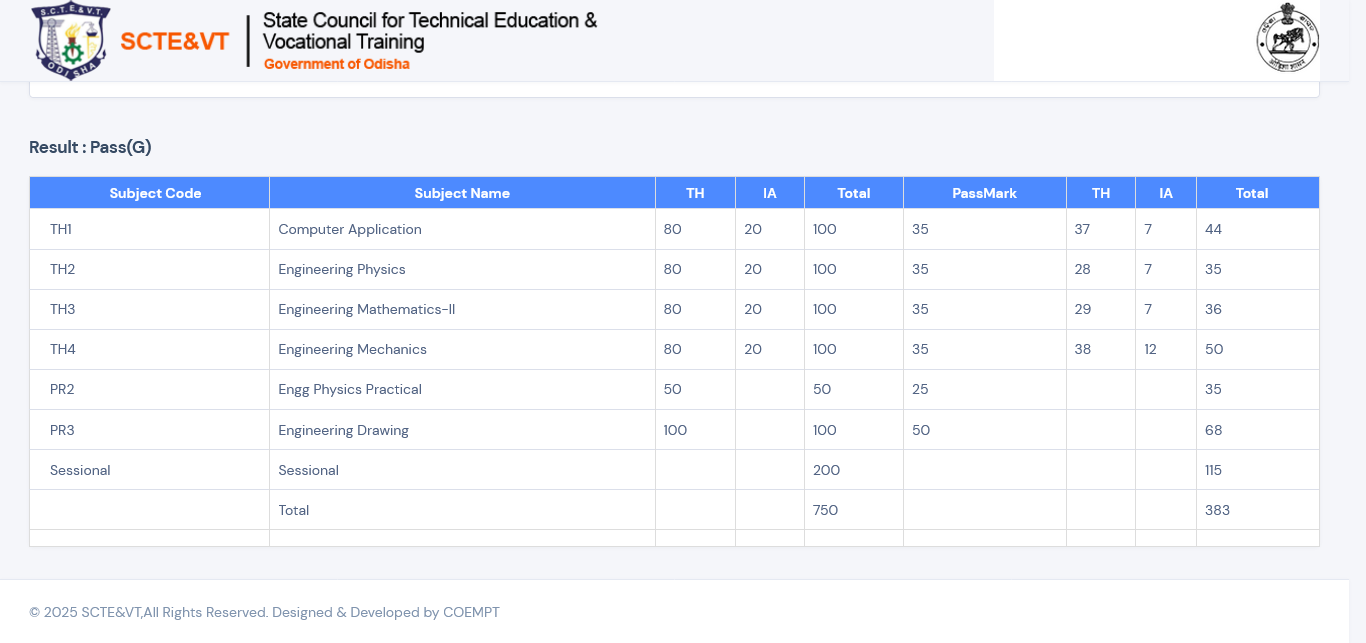 S.C.T.E.&V.T.
ODISHA
SCTE&VT
State Council for Technical Education &
Vocational Training
Government of Odisha
Result : Pass(G)
Subject Code Subject Name TH IA Total PassMark TH IA Total
TH1 Computer Application 80 20 100 35 37 7 44
TH2 Engineering Physics 80 20 100 35 28 7 35
TH3 Engineering Mathematics-II 80 20 100 35 29 7 36
TH4 Engineering Mechanics 80 20 100 35 38 12 50
PR2 Engg Physics Practical 50 50 25 35
PR3 Engineering Drawing 100 100 50 68
Sessional Sessional 200 115
Total 750 383
© 2025 SCTE&VT,All Rights Reserved. Designed & Developed by COEMPT